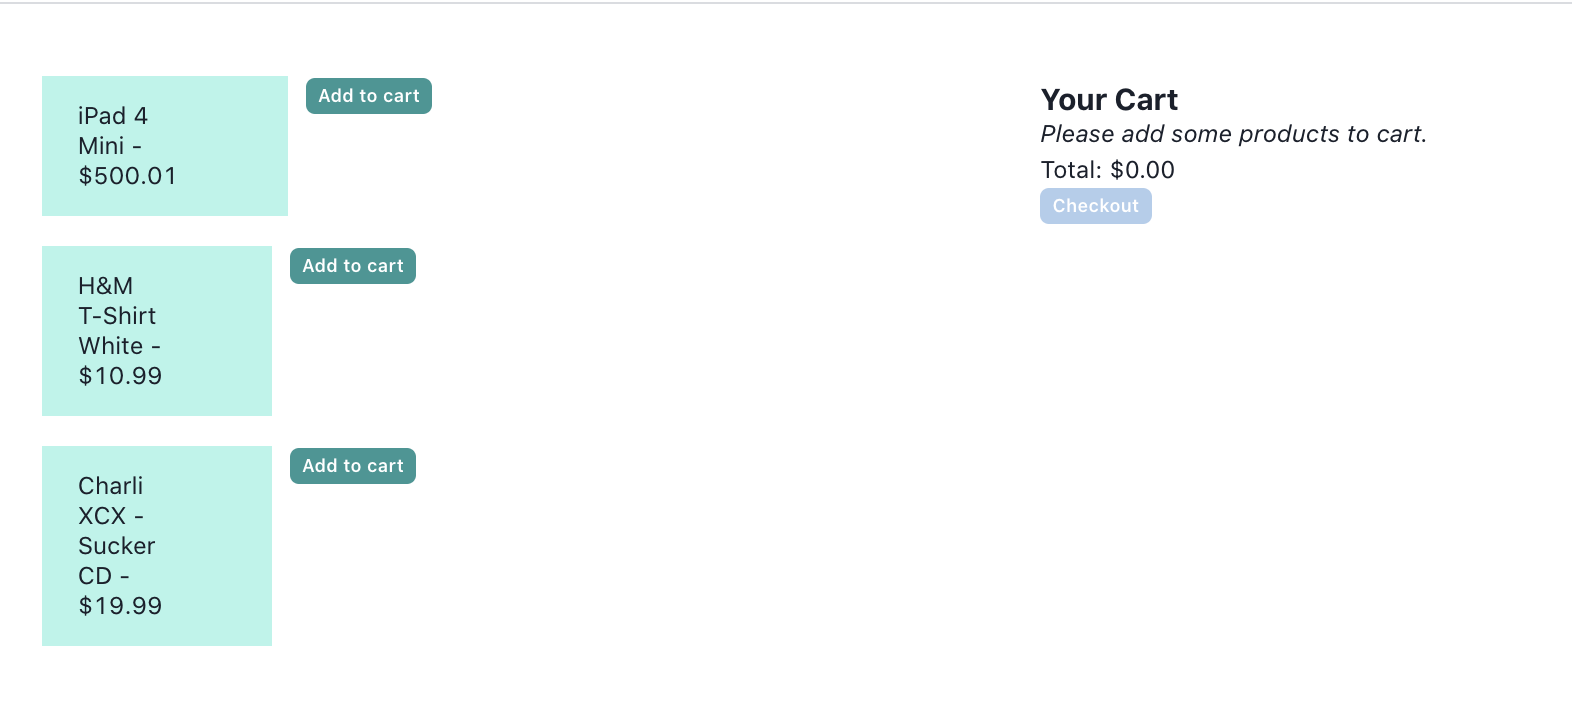 iPad 4
Mini -
$500.01
Add to cart
H&M
T-Shirt
White -
$10.99
Add to cart
Charli
XCX -
Sucker
CD -
$19.99
Add to cart
Your Cart
Please add some products to cart.
Total: $0.00
Checkout